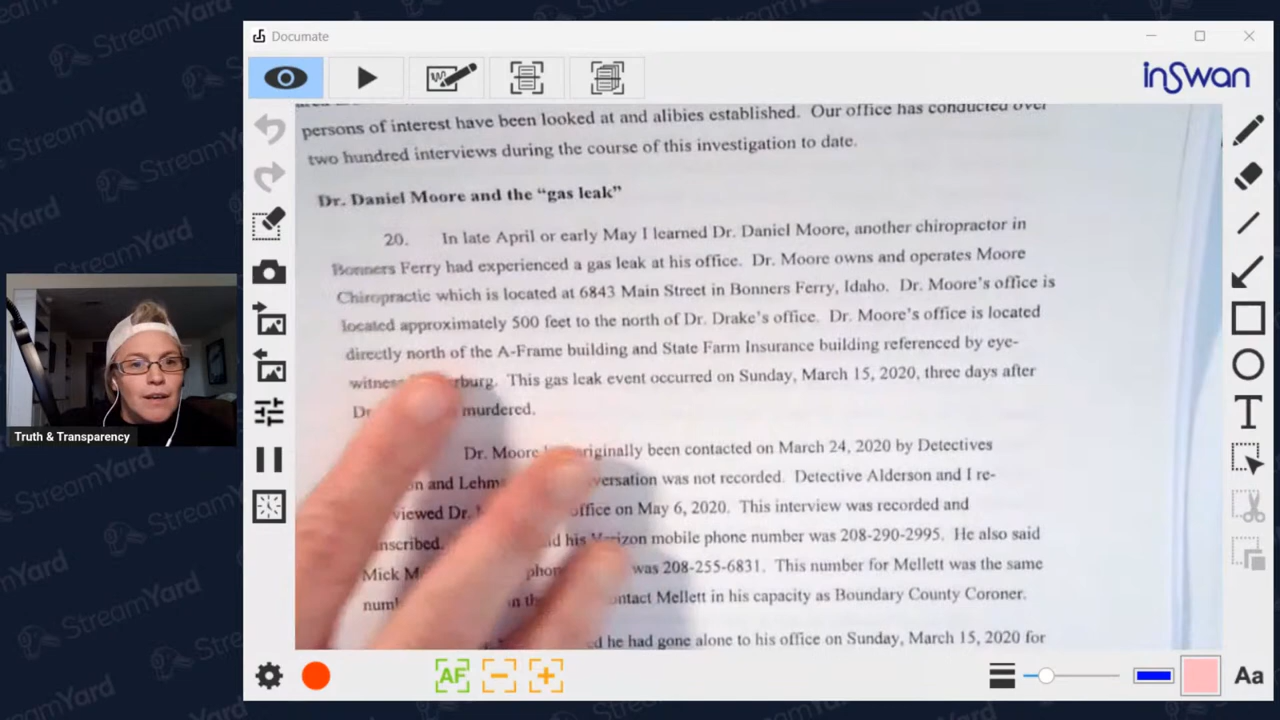 StreamYard
Documate
inSwan
persons of interest have been looked at and alibies established. Our office has conducted over
two hundred interviews during the course of this investigation to date.
Dr. Daniel Moore and the “gas leak”
20. In late April or early May I learned Dr. Daniel Moore, another chiropractor in
Bonners Ferry had experienced a gas leak at his office. Dr. Moore owns and operates Moore
Chiropractic which is located at 6843 Main Street in Bonners Ferry, Idaho. Dr. Moore's office is
located approximately 500 feet to the north of Dr. Drake's office. Dr. Moore's office is located
directly north of the A-Frame building and State Farm Insurance building referenced by eye-
This gas leak event occurred on Sunday, March 15, 2020, three days after
murdered.
Dr. Moore originally been contacted on March 24, 2020 by Detectives
and was not recorded. Detective Alderson and I re-
on May 6, 2020. This interview was recorded and
his Verizon mobile phone number was 208-290-2995. He also said
Mick was 208-255-6831. This number for Mellett was the same
Mellett in his capacity as Boundary County Coroner.
he had gone alone to his office on Sunday, March 15, 2020 for
Truth & Transparency
AF
T
Aa